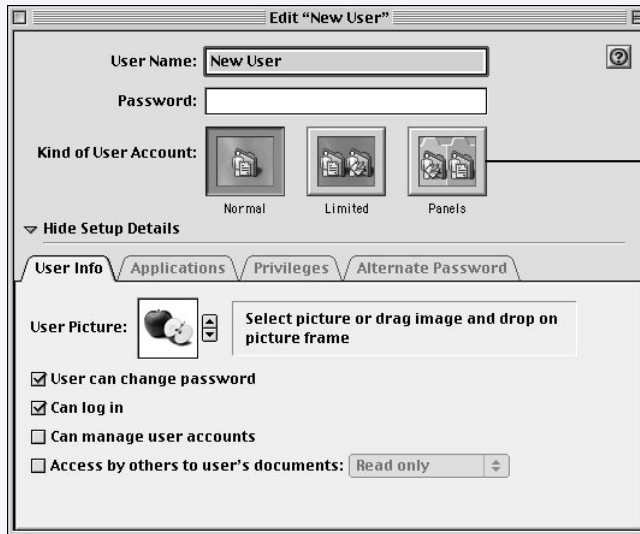 Edit “New User”
User Name: New User
Password:
Kind of User Account:
Normal Limited Panels
Hide Setup Details
User Info Applications Privileges Alternate Password
User Picture: Select picture or drag image and drop on
picture frame
User can change password
Can log in
Can manage user accounts
Access by others to user's documents: Read only